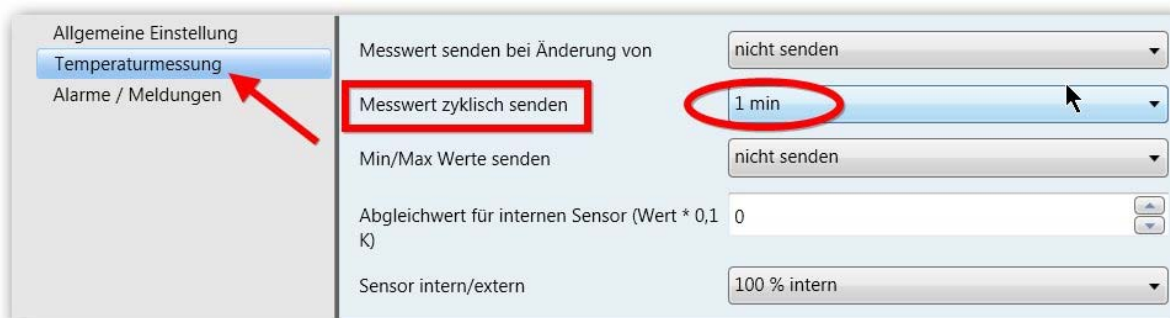 Allgemeine Einstellung
Temperaturmessung
Alarme / Meldungen
Messwert senden bei Änderung von
nicht senden
Messwert zyklisch senden
1 min
Min/Max Werte senden
nicht senden
Abgleichwert für internen Sensor (Wert * 0,1
K)
0
Sensor intern/extern
100 % intern